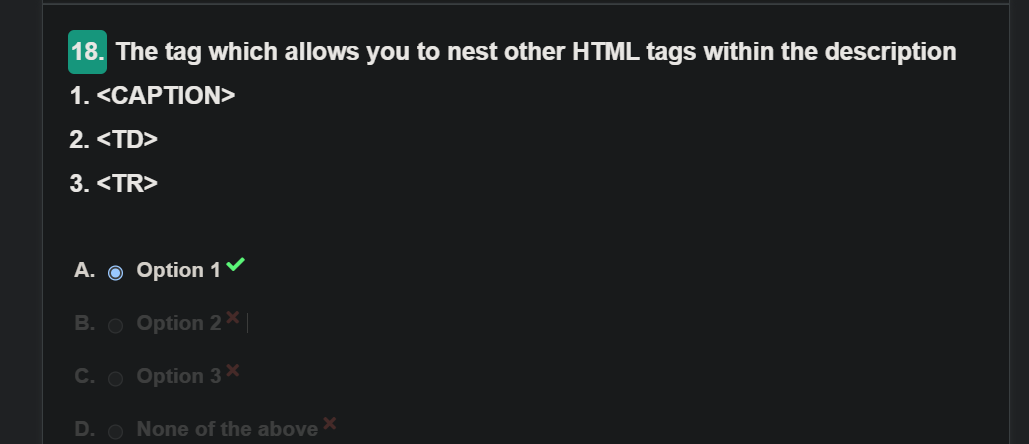 18. The tag which allows you to nest other HTML tags within the description
1. <CAPTION>
2. <TD>
3. <TR>
A. Option 1
B. Option 2
C. Option 3
D. None of the above